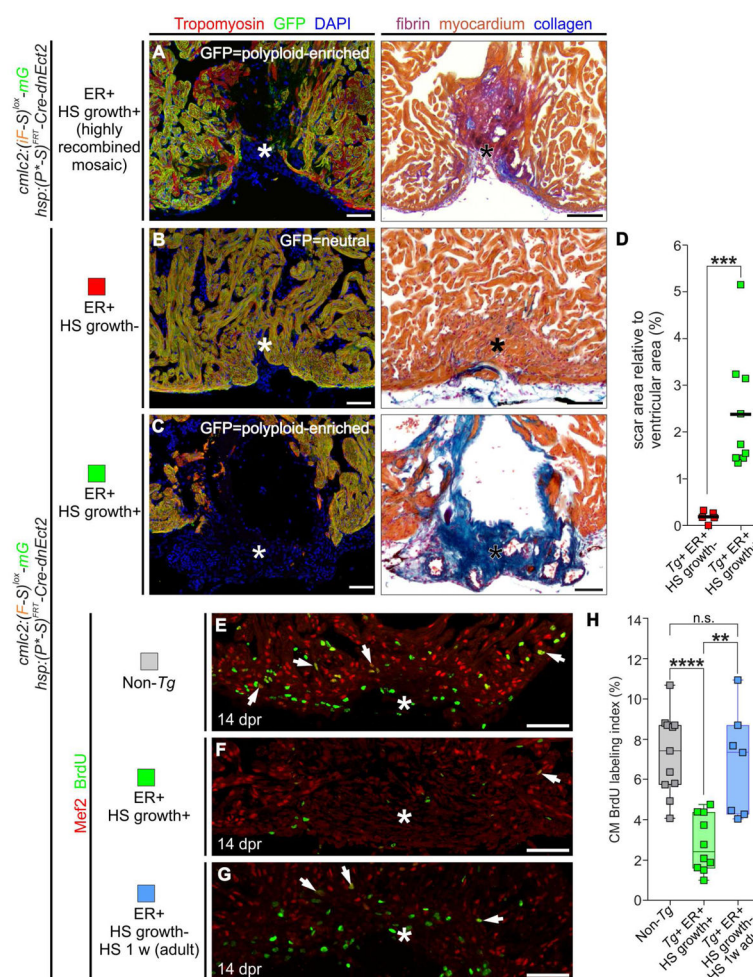 Tropomyosin GFP DAPI
fibrin myocardium collagen
cmlc2:(iF-S)lox-mG
hsp:(P*-S)FRT-Cre-dnEct2
ER+
HS growth+
(highly
recombined
mosaic)
A
GFP=polyploid-enriched
*
*
cmlc2:(F-S)lox-mG
hsp:(P*-S)FRT-Cre-dnEct2
ER+
HS growth-
B
GFP=neutral
*
*
ER+
HS growth+
C
GFP=polyploid-enriched
*
*
D
scar area relative to
ventricular area (%)
6
5
4
3
2
1
0
***
Tg+ ER+
HS growth-
Tg+ ER+
HS growth+
Mef2 BrdU
Non-Tg
E
*
14 dpr
ER+
HS growth+
F
*
14 dpr
ER+
HS growth-
HS 1 w (adult)
G
*
14 dpr
H
CM BrdU labeling index (%)
14
12
10
8
6
4
2
0
n.s.
**
****
Non-Tg
Tg+ ER+
HS growth+
Tg+ ER+
HS growth-
HS 1w adult